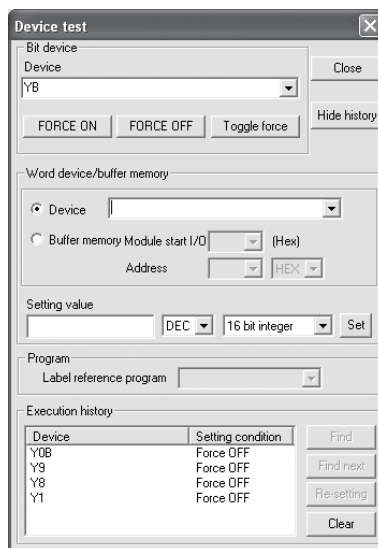 Device test
Bit device
Device
Close
YB
FORCE ON FORCE OFF Toggle force
Hide history
Word device/buffer memory
Device
Buffer memory Module start I/O (Hex)
Address HEX
Setting value
DEC 16 bit integer Set
Program
Label reference program
Execution history
Device Setting condition Find
Y0B Force OFF
Y9 Force OFF Find next
Y8 Force OFF
Y1 Force OFF Re-setting
Clear